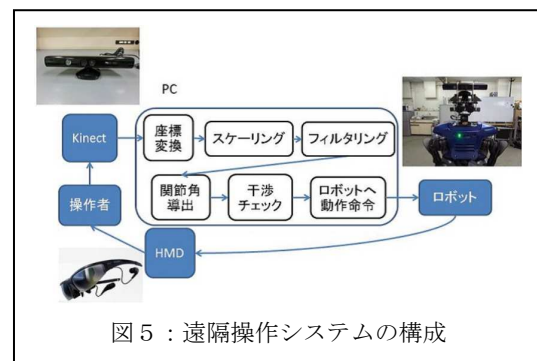 PC
Kinect
座標
変換
スケーリング
フィルタリング
関節角
導出
干渉
チェック
ロボットへ
動作命令
ロボット
操作者
HMD
図5：遠隔操作システムの構成